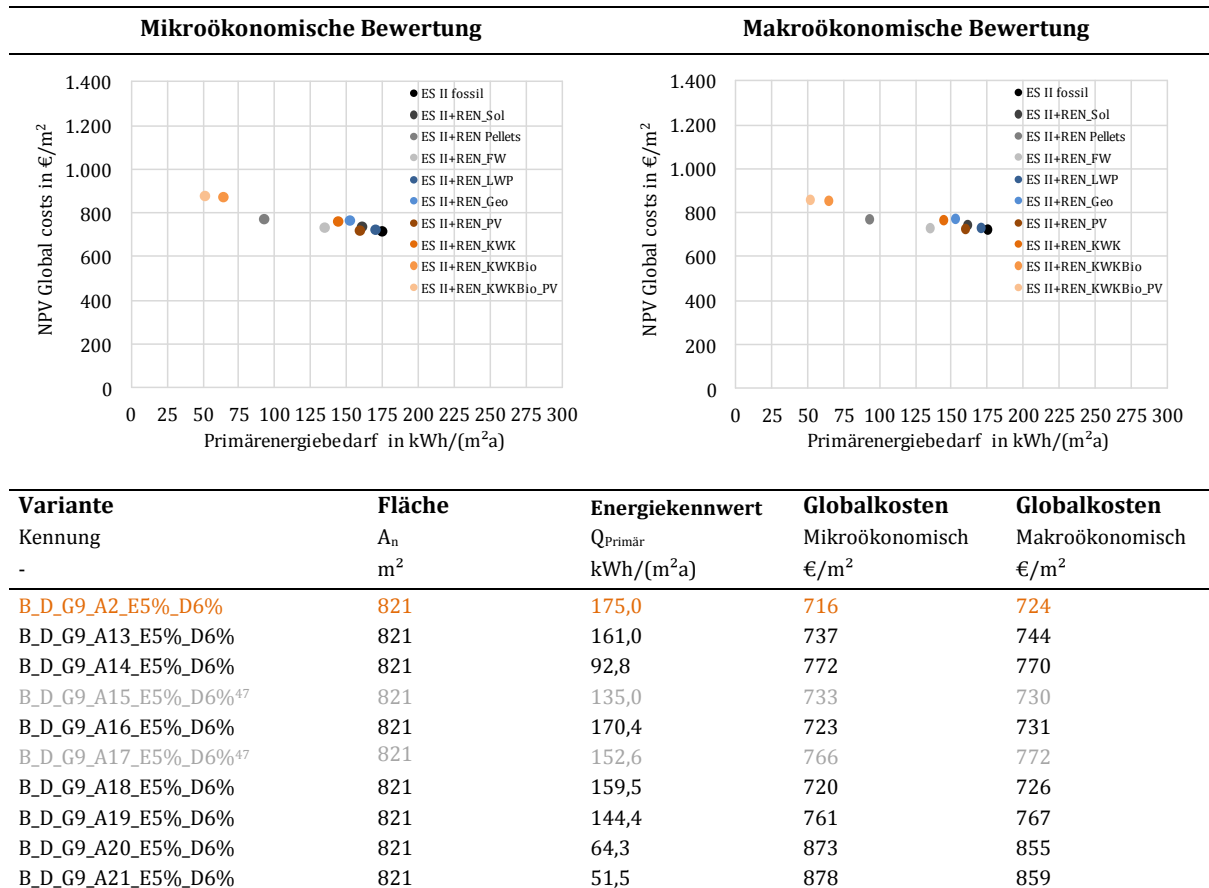 Mikroökonomische Bewertung
Makroökonomische Bewertung
NPV Global costs in €/m²
1.400
1.200
1.000
800
600
400
200
0
0 25 50 75 100 125 150 175 200 225 250 275 300
Primärenergiebedarf in kWh/(m²a)
ES II fossil
ES II+REN_Sol
ES II+REN Pellets
ES II+REN_FW
ES II+REN_LWP
ES II+REN_Geo
ES II+REN_PV
ES II+REN_KWK
ES II+REN_KWKBio
ES II+REN_KWKBio_PV
NPV Global costs in €/m²
1.400
1.200
1.000
800
600
400
200
0
0 25 50 75 100 125 150 175 200 225 250 275 300
Primärenergiebedarf in kWh/(m²a)
ES II fossil
ES II+REN_Sol
ES II+REN Pellets
ES II+REN_FW
ES II+REN_LWP
ES II+REN_Geo
ES II+REN_PV
ES II+REN_KWK
ES II+REN_KWKBio
ES II+REN_KWKBio_PV
Variante Fläche Energiekennwert Globalkosten Globalkosten
Kennung An QPrimär Mikroökonomisch Makroökonomisch
- m² kWh/(m²a) €/m² €/m²
B_D_G9_A2_E5%_D6% 821 175,0 716 724
B_D_G9_A13_E5%_D6% 821 161,0 737 744
B_D_G9_A14_E5%_D6% 821 92,8 772 770
B_D_G9_A15_E5%_D6%⁴⁷ 821 135,0 733 730
B_D_G9_A16_E5%_D6% 821 170,4 723 731
B_D_G9_A17_E5%_D6%⁴⁷ 821 152,6 766 772
B_D_G9_A18_E5%_D6% 821 159,5 720 726
B_D_G9_A19_E5%_D6% 821 144,4 761 767
B_D_G9_A20_E5%_D6% 821 64,3 873 855
B_D_G9_A21_E5%_D6% 821 51,5 878 859